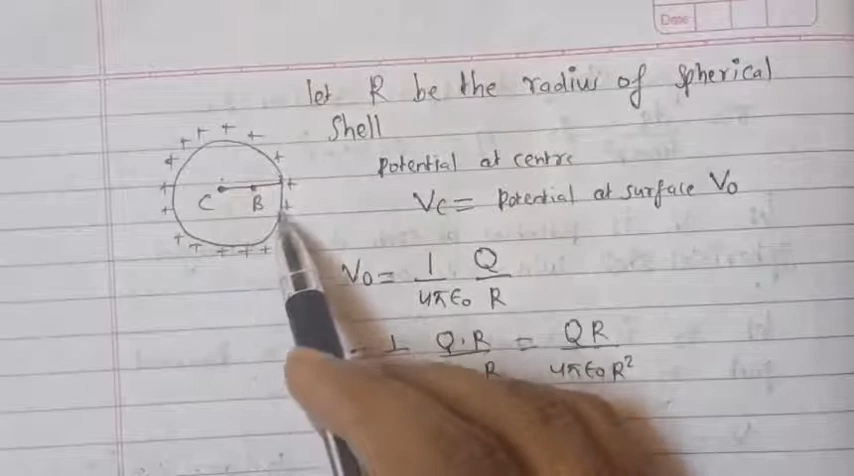 Date
let R be the radius of spherical
Shell
Potential at centre
Vc = Potential at surface V0
C B
V0 = 1/4πε0 Q/R
Q.R/R = QR/4πε0R²